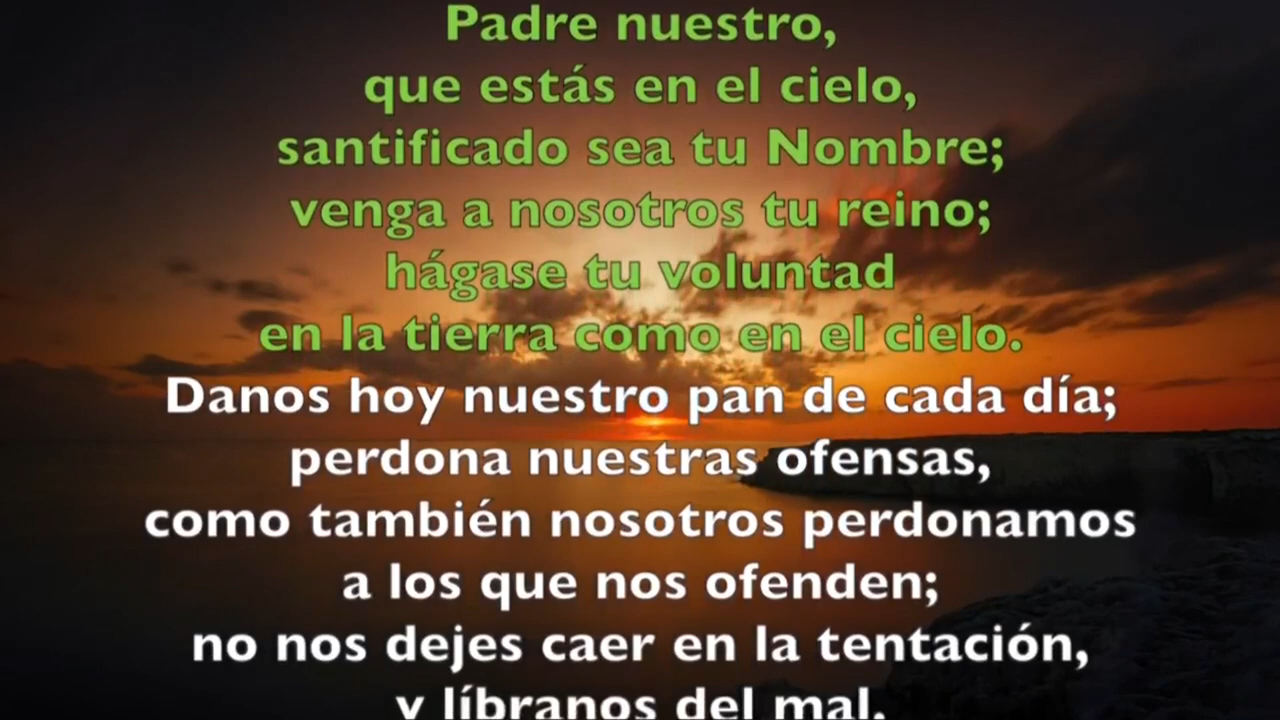 Padre nuestro,
que estás en el cielo,
santificado sea tu Nombre;
venga a nosotros tu reino;
hágase tu voluntad
en la tierra como en el cielo.
Danos hoy nuestro pan de cada día;
perdona nuestras ofensas,
como también nosotros perdonamos
a los que nos ofenden;
no nos dejes caer en la tentación,
y líbranos del mal.